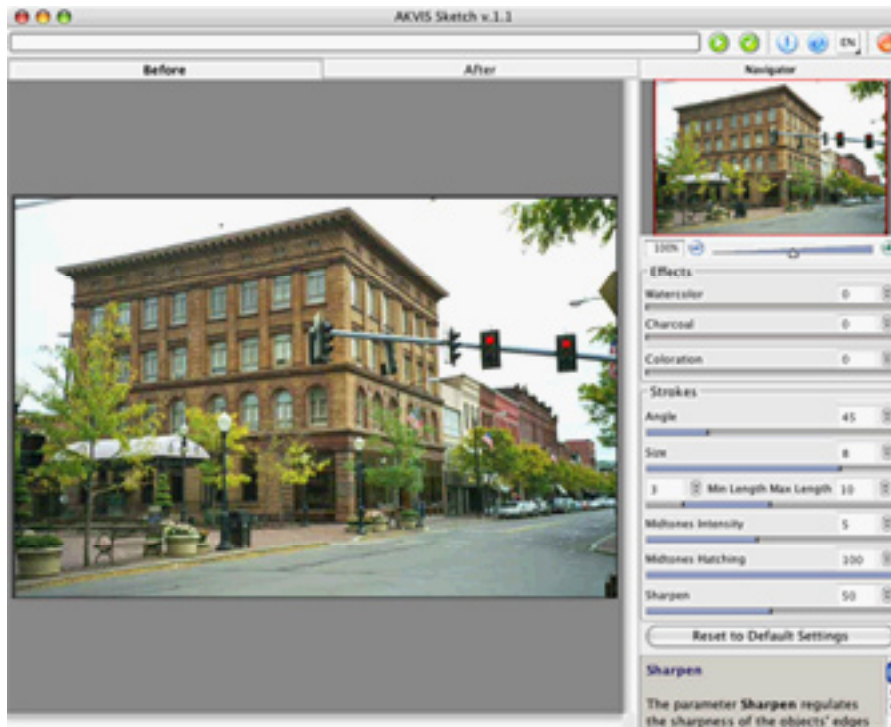 AKVIS Sketch v.1.1
EN
Before After Navigator
100%
Effects
Watercolor 0
Charcoal 0
Coloration 0
Strokes
Angle 45
Size 8
3 Min Length Max Length 10
Midtones Intensity 5
Midtones Hatching 100
Sharpen 50
Reset to Default Settings
Sharpen
The parameter Sharpen regulates
the sharpness of the objects' edges